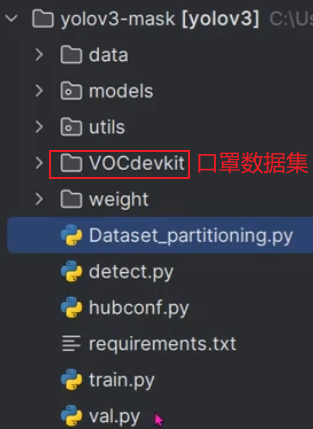 yolov3-mask [yolov3] C:\Us
data
models
utils
VOCdevkit 口罩数据集
weight
Dataset_partitioning.py
detect.py
hubconf.py
requirements.txt
train.py
val.py